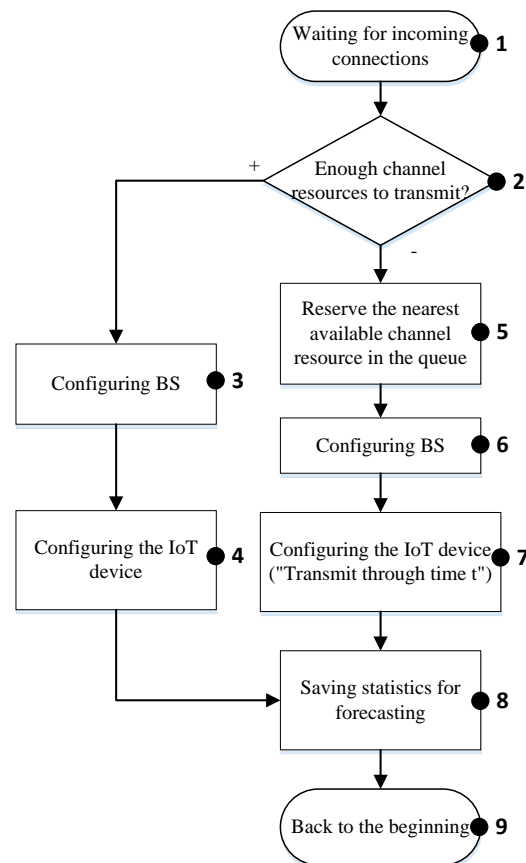 Waiting for incoming
connections
1
Enough channel
resources to transmit?
2
+
-
Reserve the nearest
available channel
resource in the queue
5
Configuring BS
3
Configuring BS
6
Configuring the IoT
device
4
Configuring the IoT device
("Transmit through time t")
7
Saving statistics for
forecasting
8
Back to the beginning
9